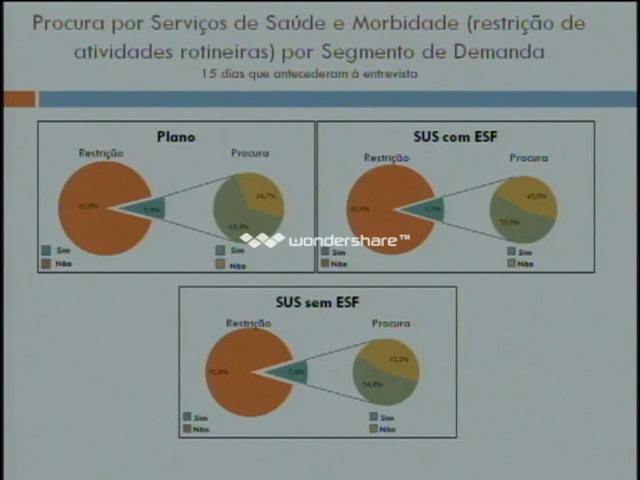 Procura por Serviços de Saúde e Morbidade (restrição de
atividades rotineiras) por Segmento de Demanda
15 dias que antecederam à entrevista
Plano
Restrição
Procura
Sim
Não
Sim
Não
SUS com ESF
Restrição
Procura
Sim
Não
Sim
Não
wondershare™
SUS sem ESF
Restrição
Procura
Sim
Não
Sim
Não